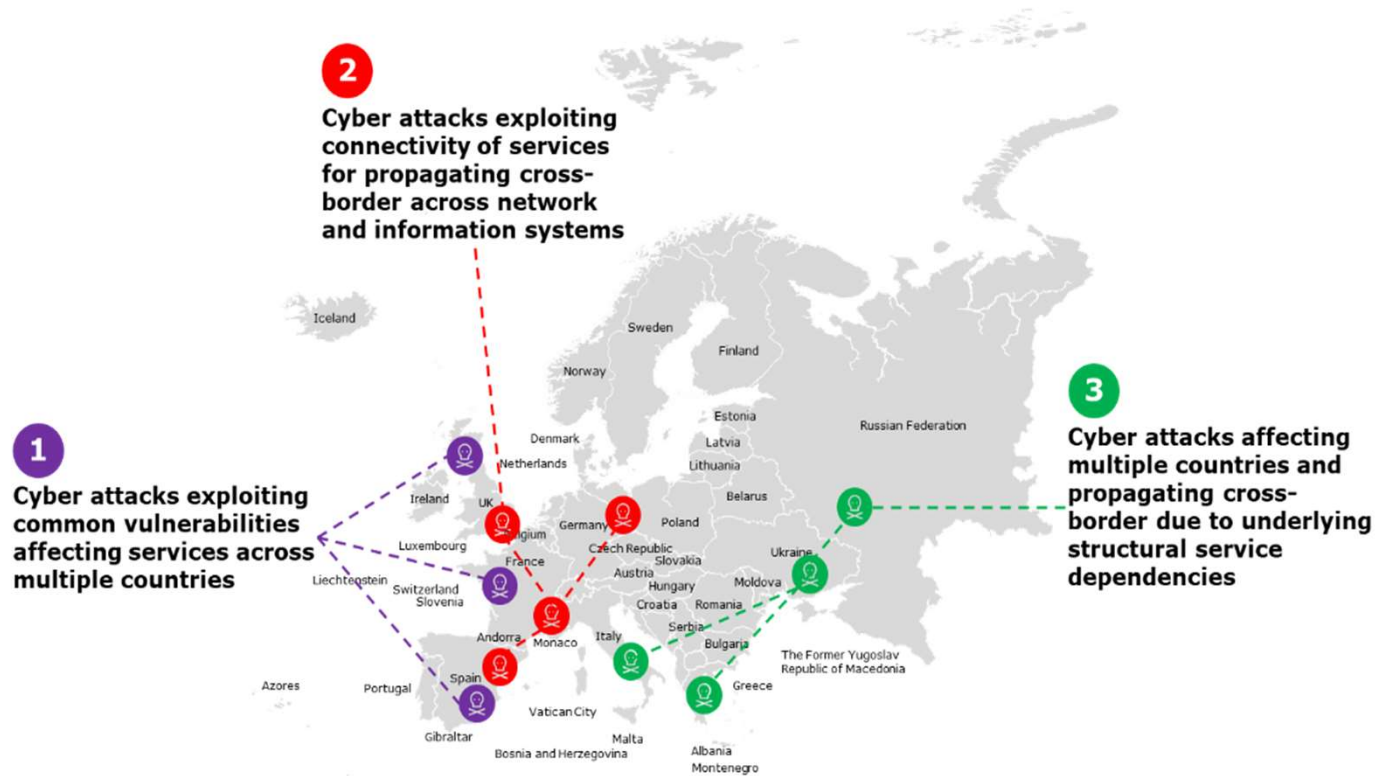 2
Cyber attacks exploiting
connectivity of services
for propagating cross-
border across network
and information systems
1
Cyber attacks exploiting
common vulnerabilities
affecting services across
multiple countries
3
Cyber attacks affecting
multiple countries and
propagating cross-
border due to underlying
structural service
dependencies
Iceland
Sweden
Finland
Norway
Estonia
Russian Federation
Denmark
Latvia
Netherlands
Lithuania
Ireland
UK
Belarus
Germany
Poland
Luxembourg
Czech Republic
Ukraine
France
Slovakia
Austria
Liechtenstein
Switzerland
Hungary
Moldova
Slovenia
Croatia
Romania
Serbia
Andorra
Monaco
Italy
Bulgaria
The Former Yugoslav
Republic of Macedonia
Spain
Azores
Portugal
Greece
Vatican City
Gibraltar
Malta
Bosnia and Herzegovina
Albania
Montenegro